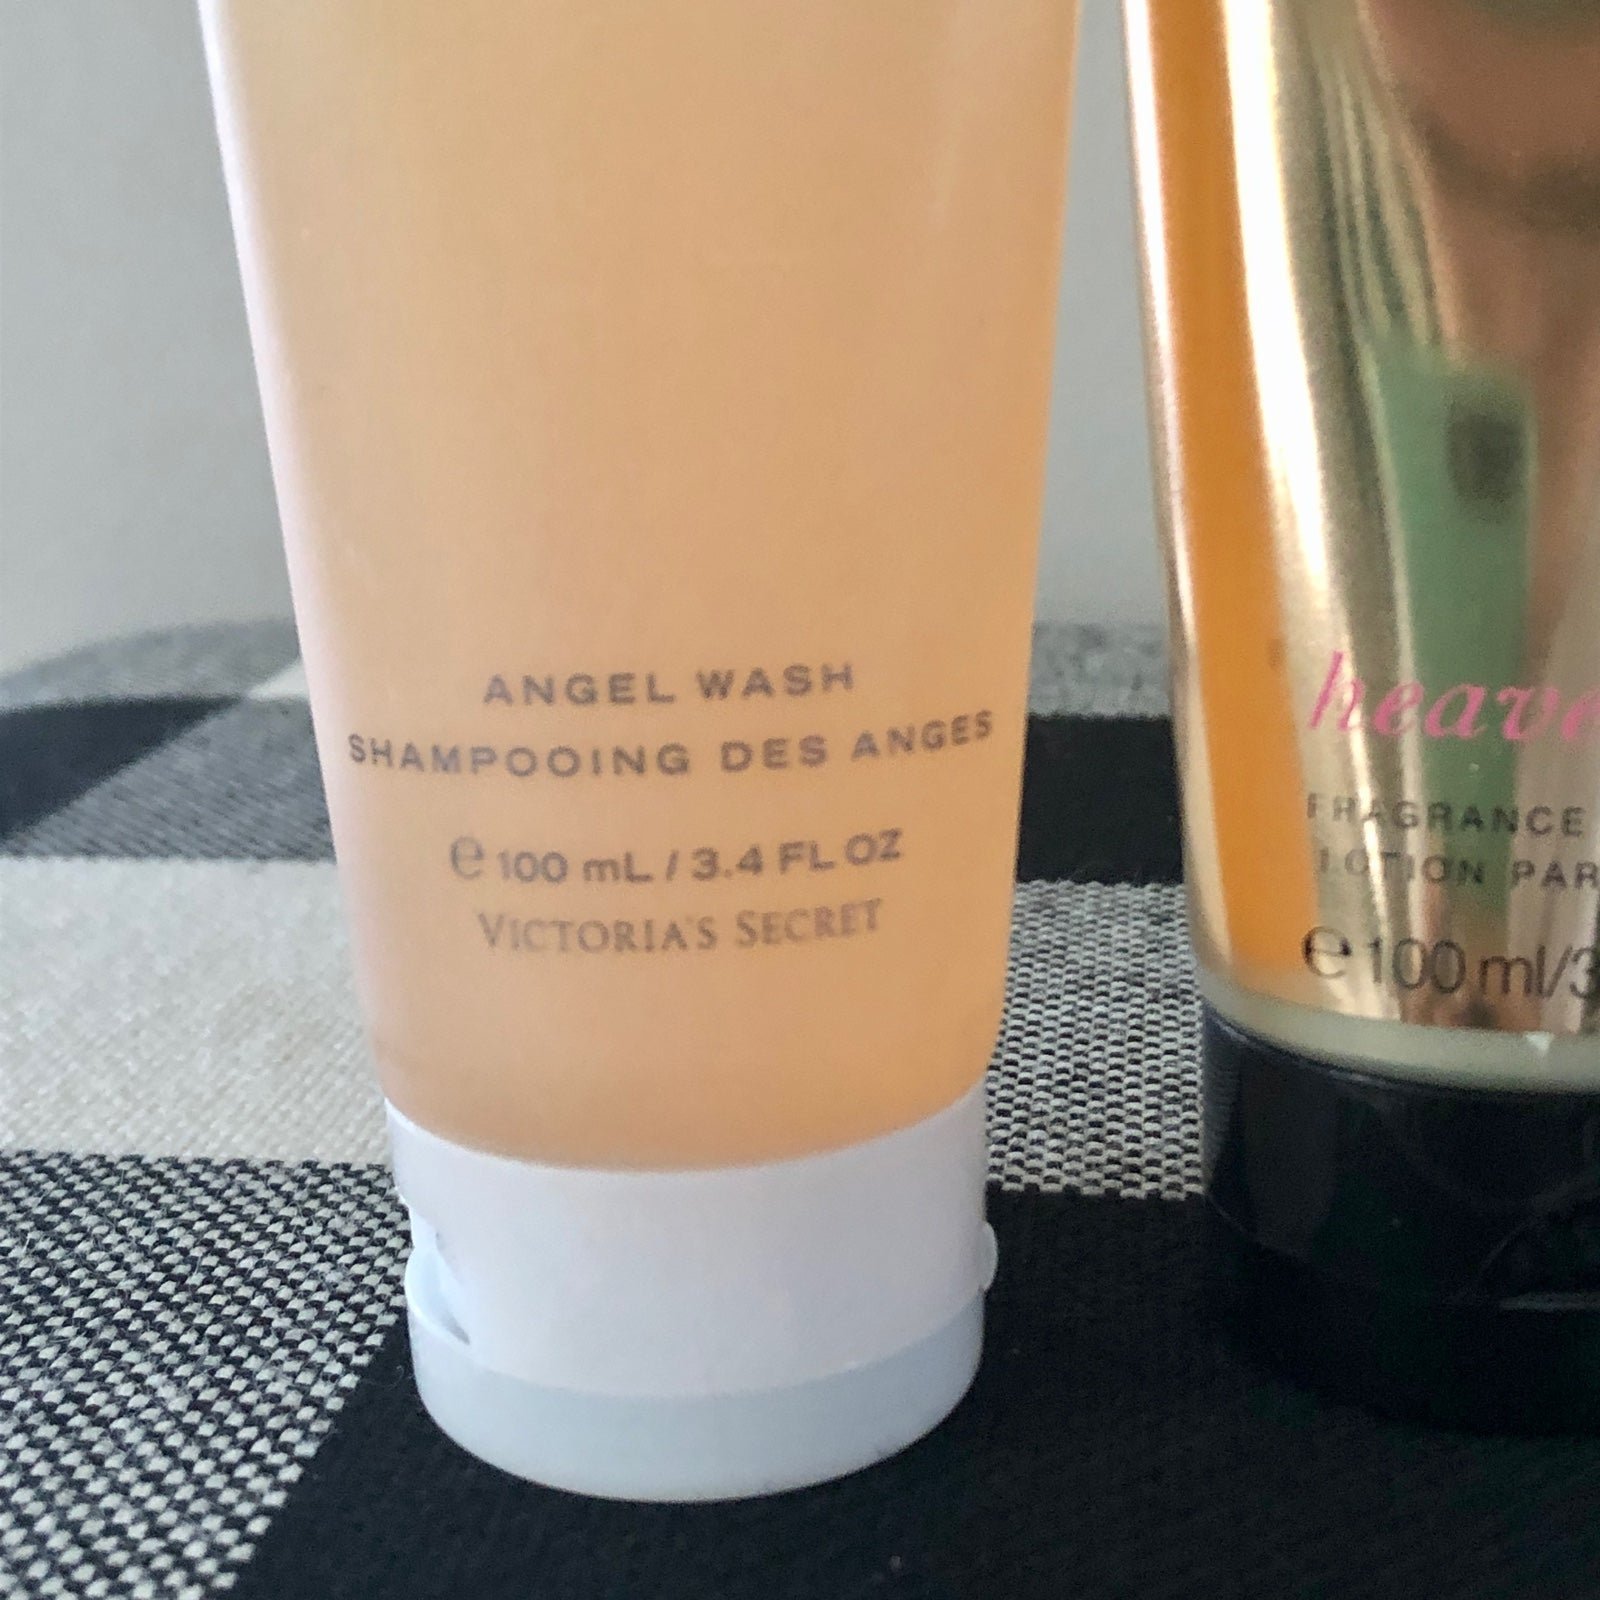 ANGEL WASH
SHAMPOOING DES ANGES
e 100 mL / 3.4 FL OZ
VICTORIA'S SECRET
heave
FRAGRANCE
LOTION PAR
e 100 ml/3